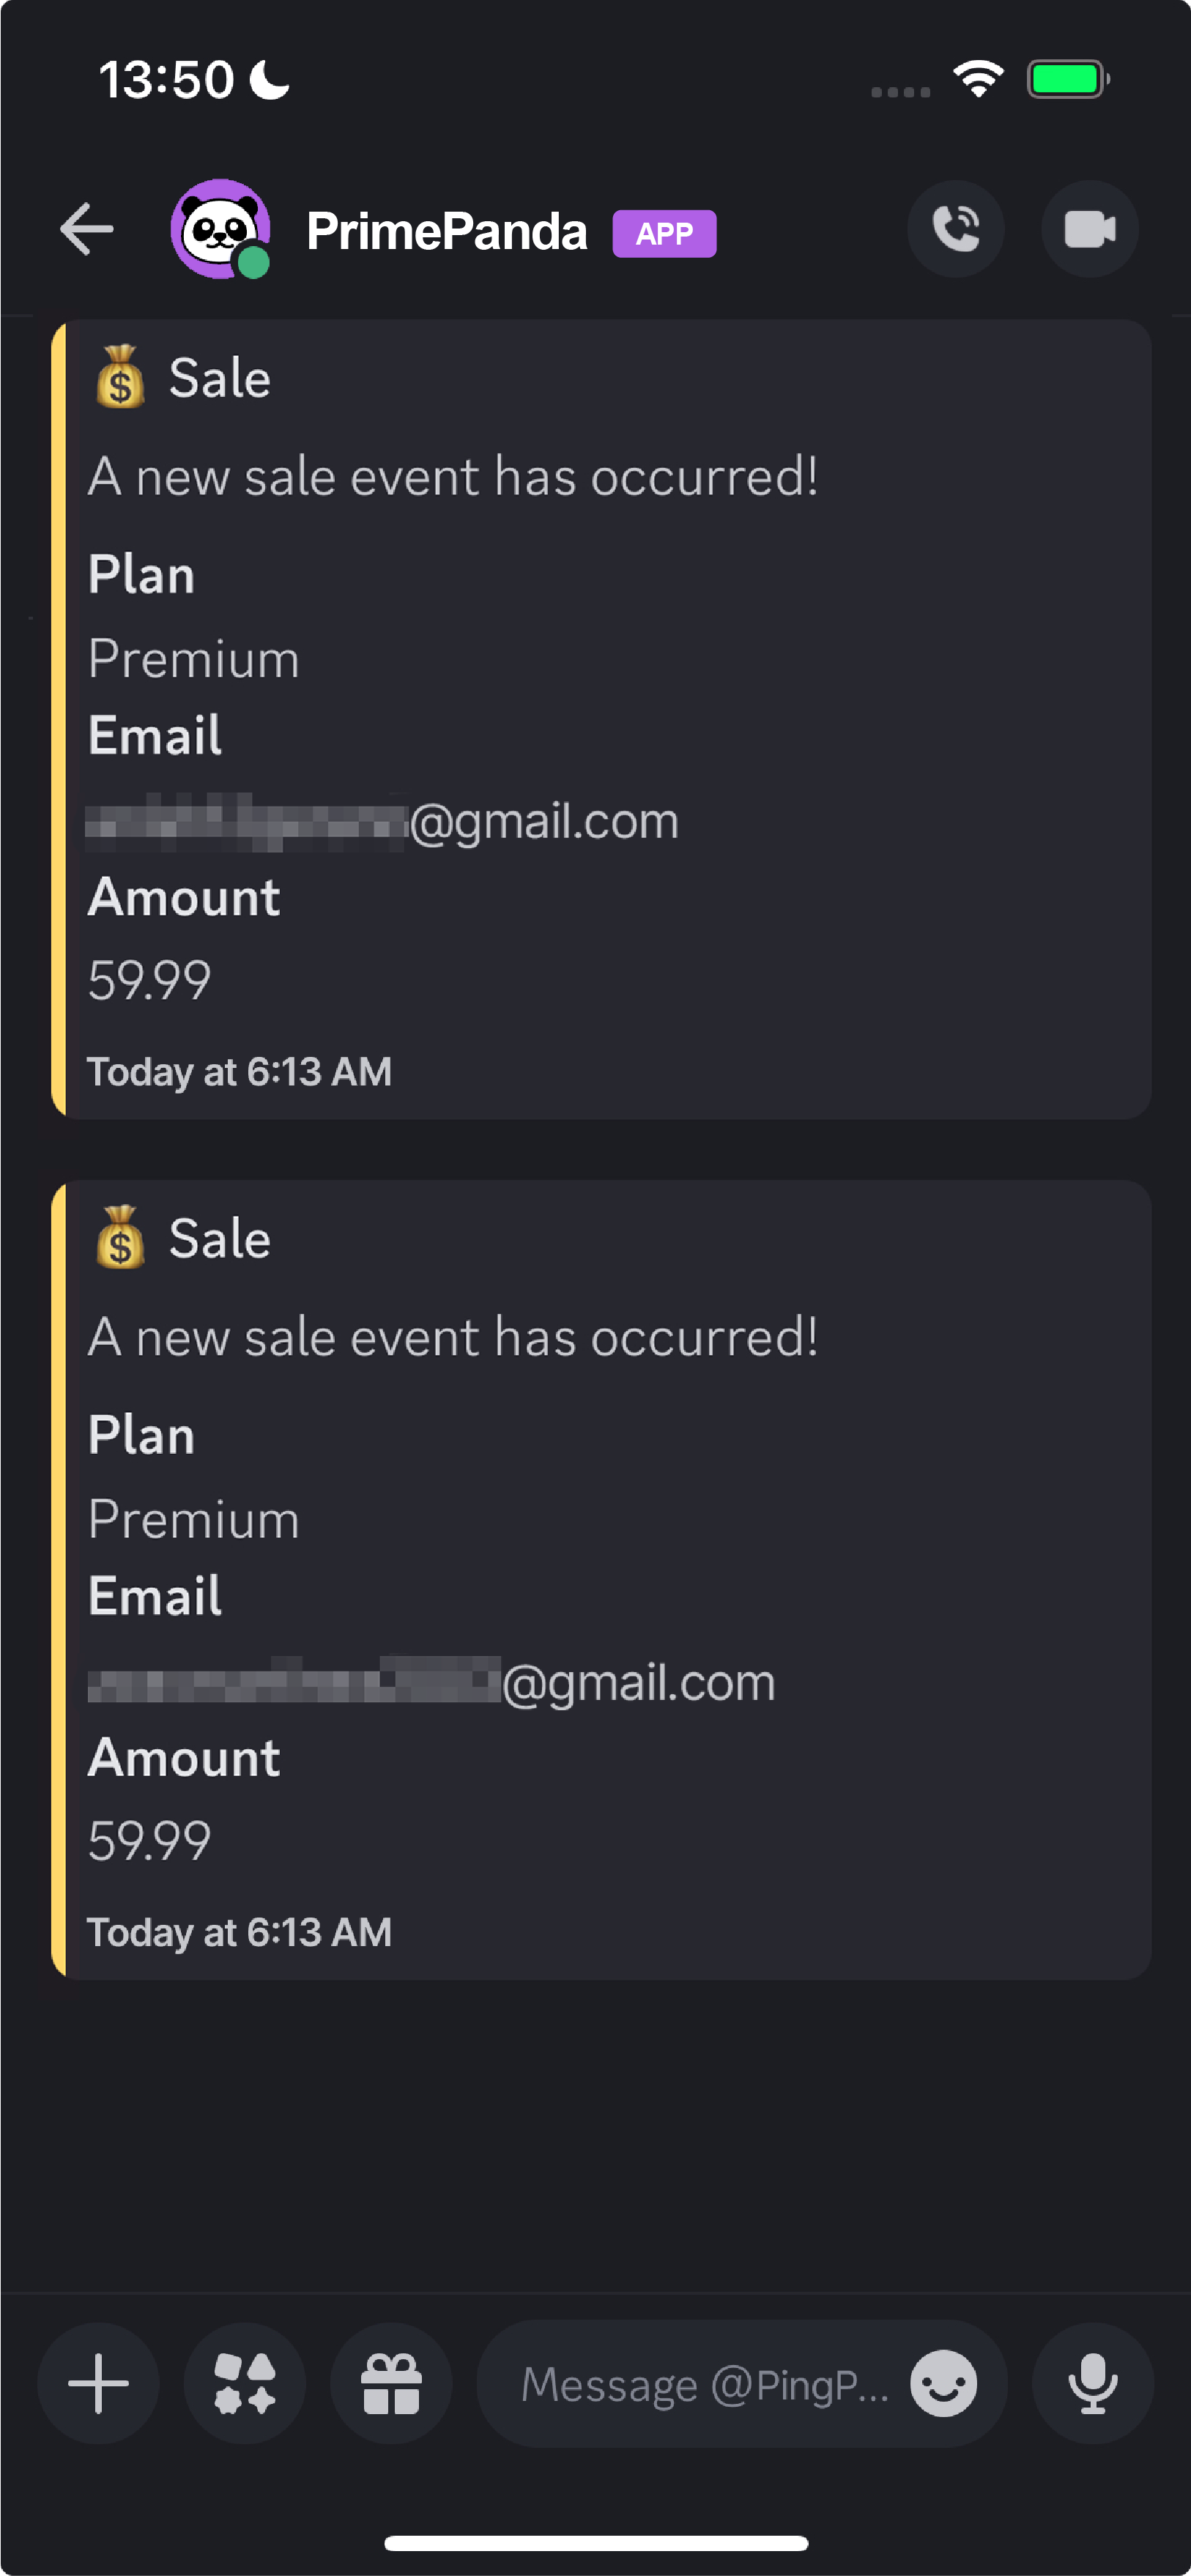 13:50
PrimePanda APP
💰 Sale
A new sale event has occurred!
Plan
Premium
Email
@gmail.com
Amount
59.99
Today at 6:13 AM
💰 Sale
A new sale event has occurred!
Plan
Premium
Email
@gmail.com
Amount
59.99
Today at 6:13 AM
Message @PingP...